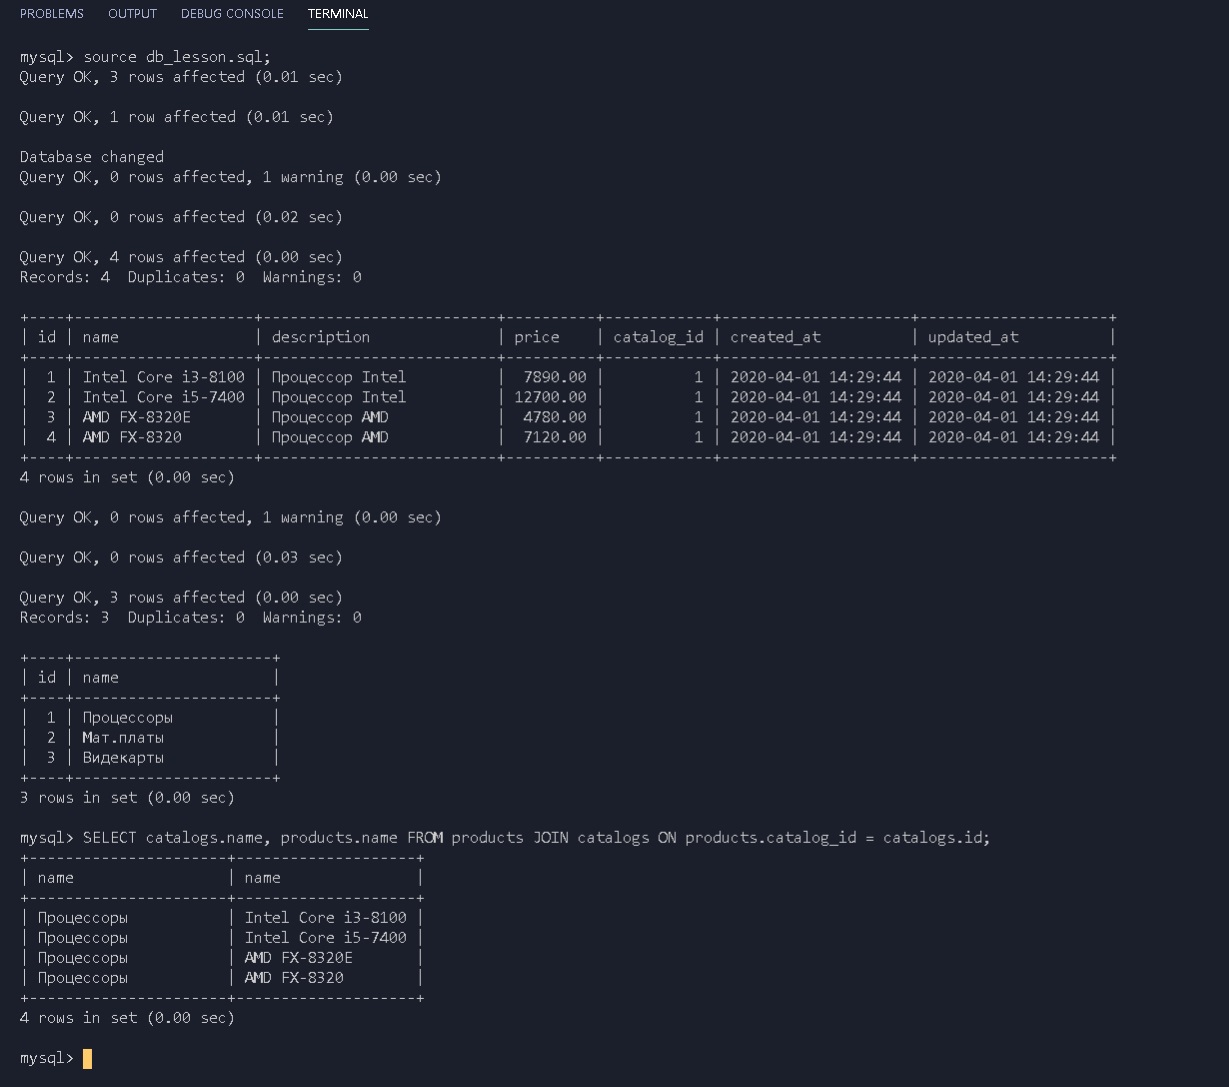 PROBLEMS OUTPUT DEBUG CONSOLE TERMINAL
mysql> source db_lesson.sql;
Query OK, 3 rows affected (0.01 sec)
Query OK, 1 row affected (0.01 sec)
Database changed
Query OK, 0 rows affected, 1 warning (0.00 sec)
Query OK, 0 rows affected (0.02 sec)
Query OK, 4 rows affected (0.00 sec)
Records: 4  Duplicates: 0  Warnings: 0
+----+--------------------+--------------------------+----------+------------+---------------------+---------------------+
| id | name               | description              | price    | catalog_id | created_at          | updated_at          |
+----+--------------------+--------------------------+----------+------------+---------------------+---------------------+
|  1 | Intel Core i3-8100 | Процессор Intel          |  7890.00 |          1 | 2020-04-01 14:29:44 | 2020-04-01 14:29:44 |
|  2 | Intel Core i5-7400 | Процессор Intel          | 12700.00 |          1 | 2020-04-01 14:29:44 | 2020-04-01 14:29:44 |
|  3 | AMD FX-8320E       | Процессор AMD            |  4780.00 |          1 | 2020-04-01 14:29:44 | 2020-04-01 14:29:44 |
|  4 | AMD FX-8320        | Процессор AMD            |  7120.00 |          1 | 2020-04-01 14:29:44 | 2020-04-01 14:29:44 |
+----+--------------------+--------------------------+----------+------------+---------------------+---------------------+
4 rows in set (0.00 sec)
Query OK, 0 rows affected, 1 warning (0.00 sec)
Query OK, 0 rows affected (0.03 sec)
Query OK, 3 rows affected (0.00 sec)
Records: 3  Duplicates: 0  Warnings: 0
+----+----------------------+
| id | name                 |
+----+----------------------+
|  1 | Процессоры           |
|  2 | Мат.платы            |
|  3 | Видекарты            |
+----+----------------------+
3 rows in set (0.00 sec)
mysql> SELECT catalogs.name, products.name FROM products JOIN catalogs ON products.catalog_id = catalogs.id;
+----------------------+--------------------+
| name                 | name               |
+----------------------+--------------------+
| Процессоры           | Intel Core i3-8100 |
| Процессоры           | Intel Core i5-7400 |
| Процессоры           | AMD FX-8320E       |
| Процессоры           | AMD FX-8320        |
+----------------------+--------------------+
4 rows in set (0.00 sec)
mysql>